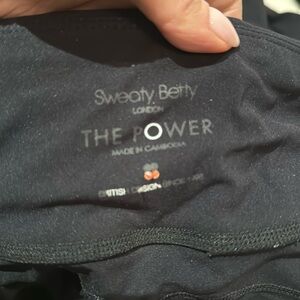 Sweaty Betty
LONDON
THE POWER
MADE IN CAMBODIA
BRITISH DESIGN SINCE 1998